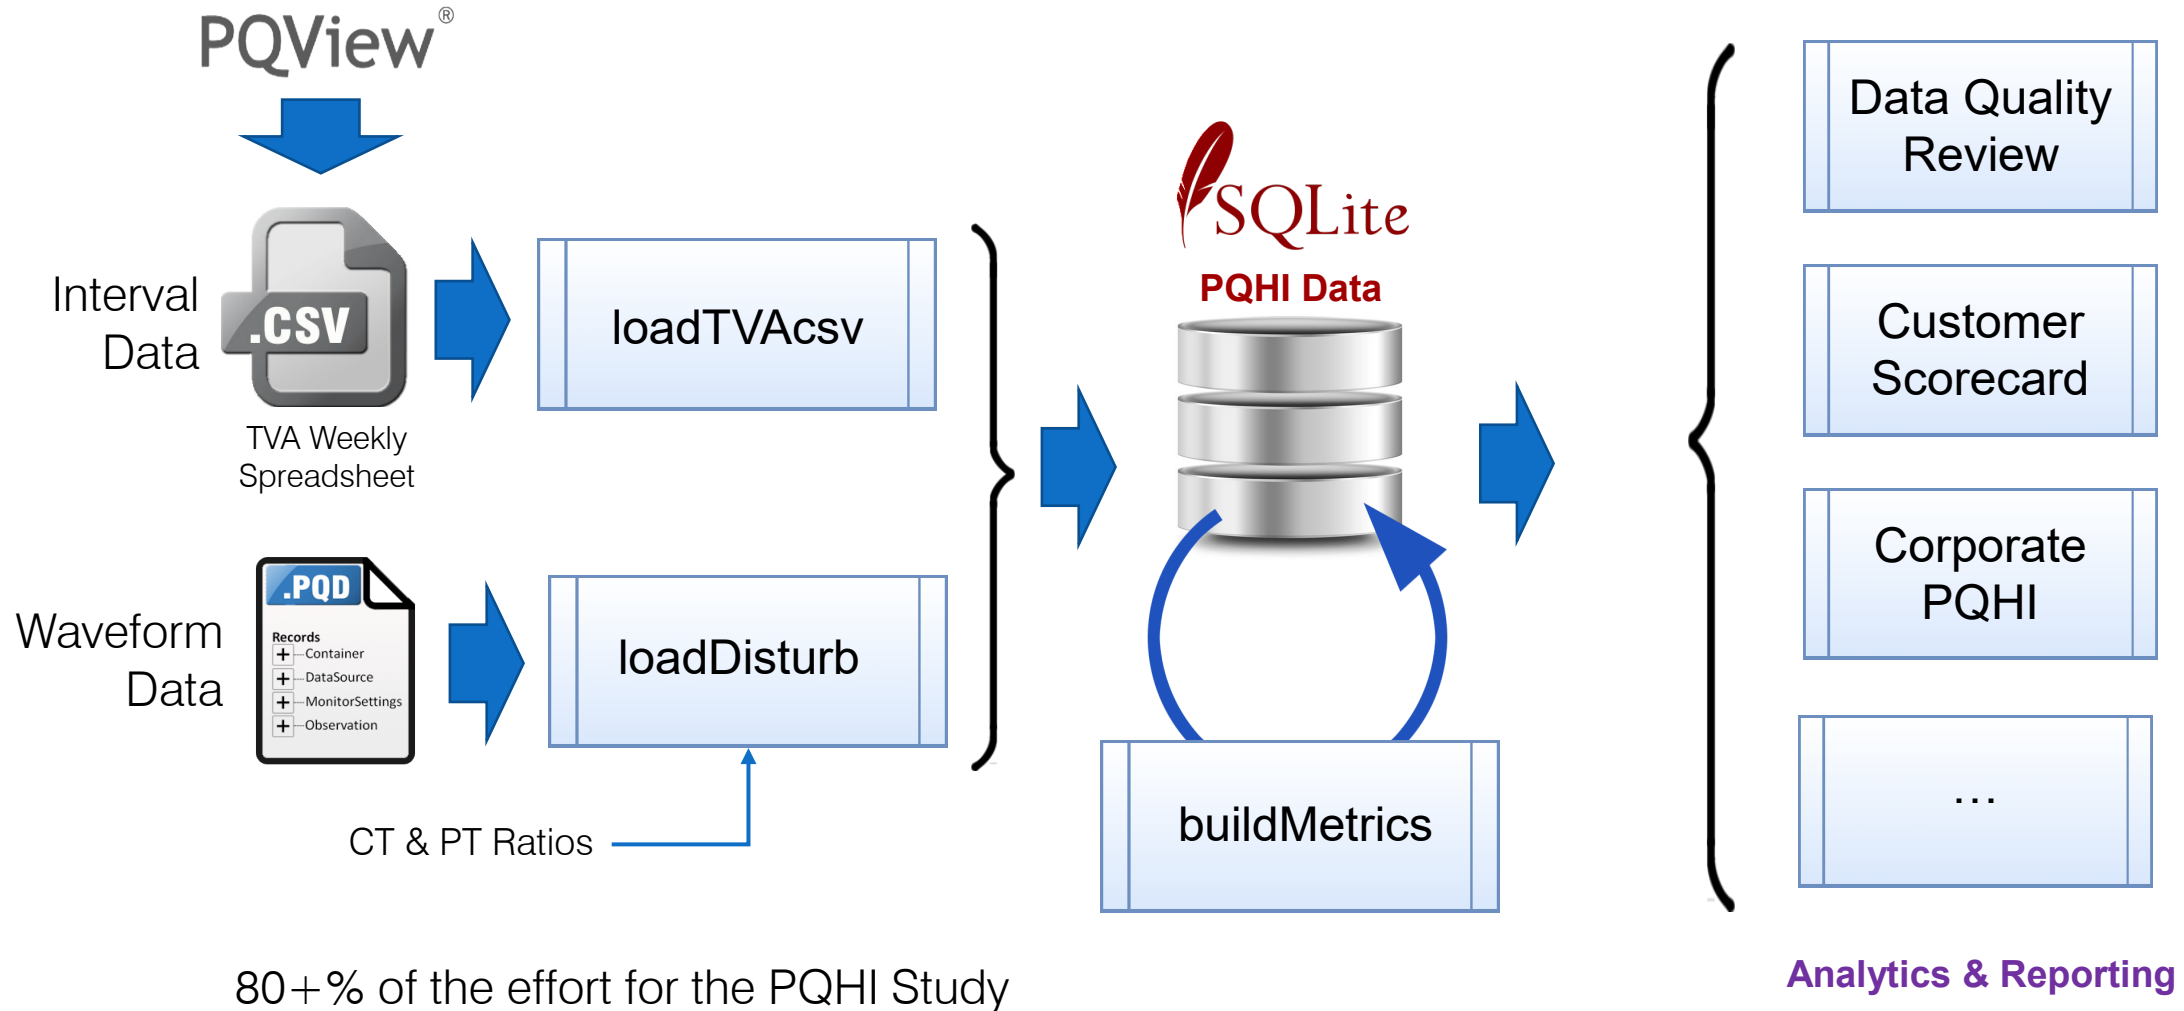 PQView®
Interval
Data
.CSV
TVA Weekly
Spreadsheet
loadTVAcsv
Waveform
Data
.PQD
Records
Container
DataSource
MonitorSettings
Observation
loadDisturb
CT & PT Ratios
SQLite
PQHI Data
buildMetrics
Data Quality
Review
Customer
Scorecard
Corporate
PQHI
...
Analytics & Reporting
80+% of the effort for the PQHI Study